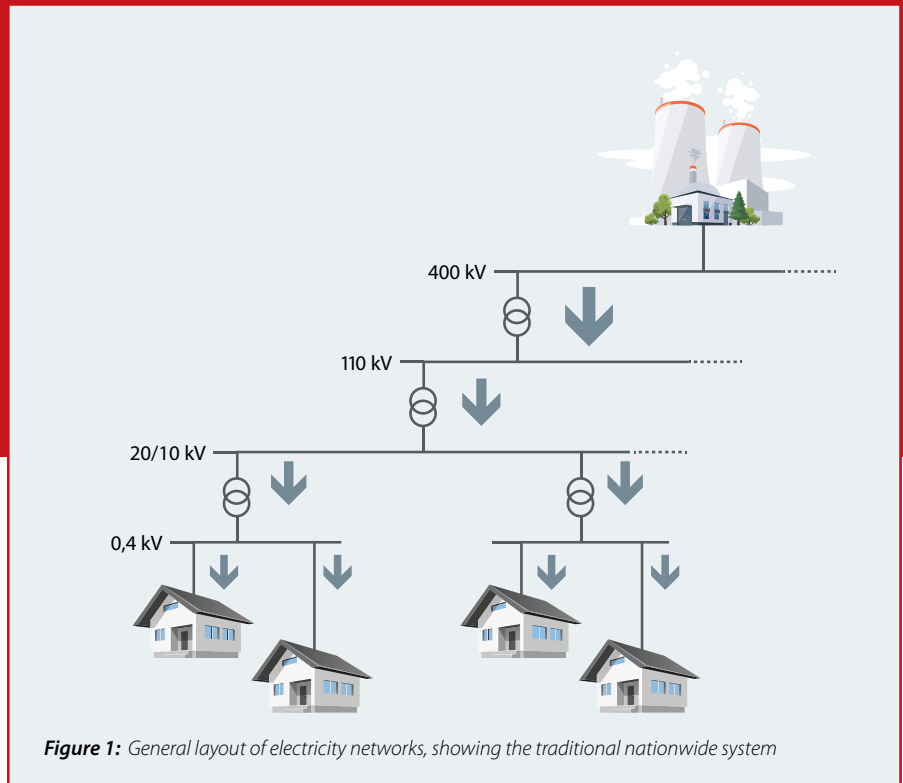 400 kV
110 kV
20/10 kV
0,4 kV
Figure 1: General layout of electricity networks, showing the traditional nationwide system